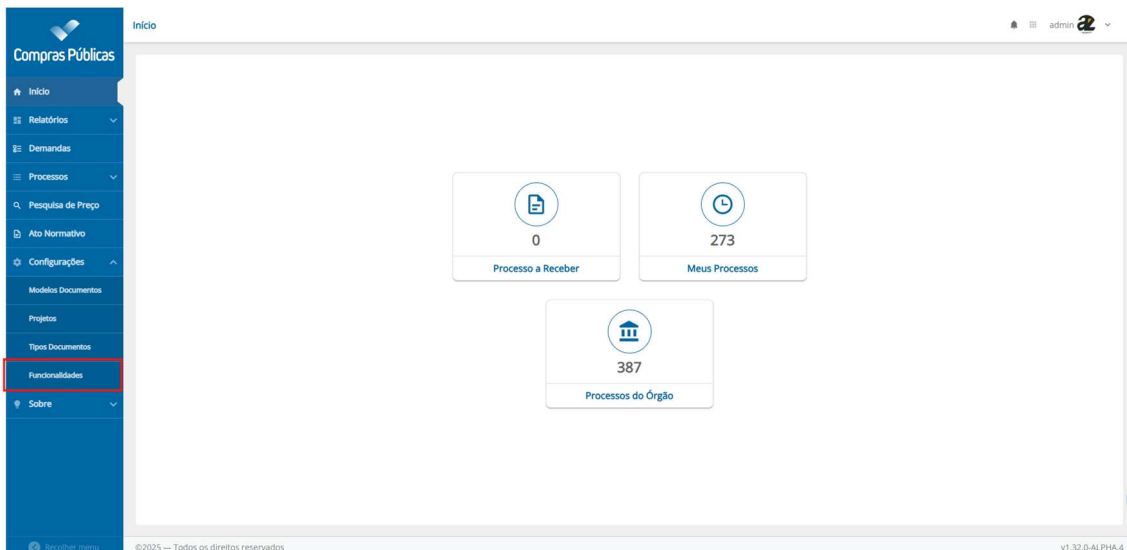 Compras Públicas
Início
admin
Início
Relatórios
Demandas
Processos
Pesquisa de Preço
Ato Normativo
Configurações
Modelos Documentos
Projetos
Tipos Documentos
Funcionalidades
Sobre
Recolher menu
0
Processo a Receber
273
Meus Processos
387
Processos do Órgão
©2025 — Todos os direitos reservados
v1.32.0-ALPHA.4